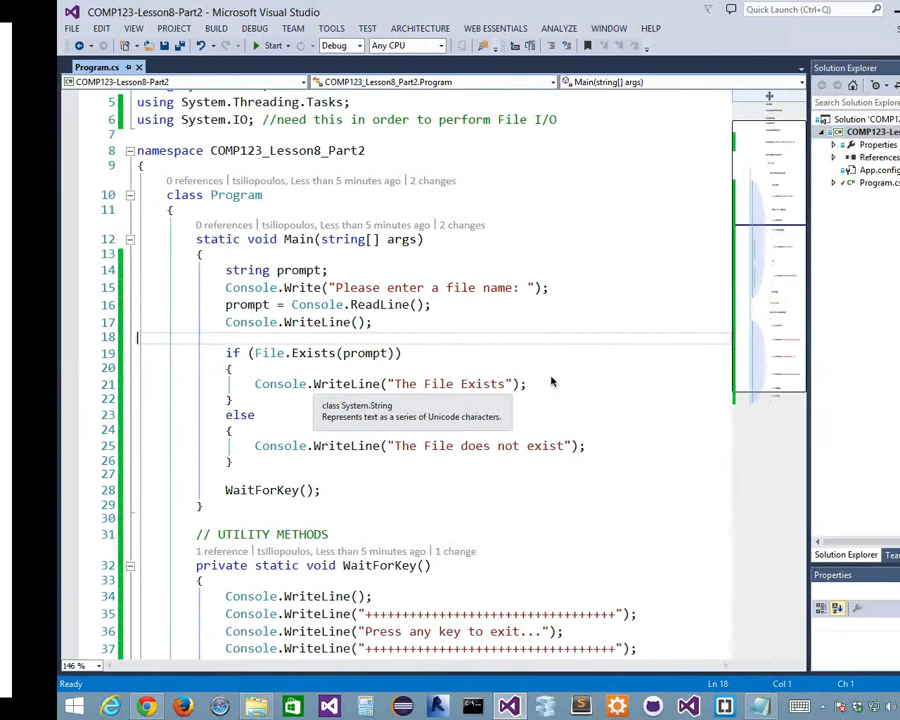 COMP123-Lesson8-Part2 - Microsoft Visual Studio
Quick Launch (Ctrl+Q)
FILE EDIT VIEW PROJECT BUILD DEBUG TEAM TOOLS TEST ARCHITECTURE WEB ESSENTIALS ANALYZE WINDOW HELP
Start Debug Any CPU
Program.cs
Solution Explorer
COMP123-Lesson8-Part2 COMP123_Lesson8_Part2.Program Main(string[] args)
Search Solution Explo
5 using System.Threading.Tasks;
6 using System.IO; //need this in order to perform File I/O
7
8 namespace COMP123_Lesson8_Part2
9 {
0 references | tsiliopoulos, Less than 5 minutes ago | 2 changes
10 class Program
11 {
0 references | tsiliopoulos, Less than 5 minutes ago | 2 changes
12 static void Main(string[] args)
13 {
14 string prompt;
15 Console.Write("Please enter a file name: ");
16 prompt = Console.ReadLine();
17 Console.WriteLine();
18
19 if (File.Exists(prompt))
20 {
21 Console.WriteLine("The File Exists");
22 }
class System.String
Represents text as a series of Unicode characters.
23 else
24 {
25 Console.WriteLine("The File does not exist");
26 }
27
28 WaitForKey();
29 }
30
31 // UTILITY METHODS
1 reference | tsiliopoulos, Less than 5 minutes ago | 1 change
32 private static void WaitForKey()
33 {
34 Console.WriteLine();
35 Console.WriteLine("++++++++++++++++++++++++++++++++++");
36 Console.WriteLine("Press any key to exit...");
37 Console.WriteLine("++++++++++++++++++++++++++++++++++");
Solution 'COMP12
COMP123-Les
Properties
References
App.config
Program.cs
Solution Explorer Tea
Properties
146 %
Ready Ln 18 Col 1 Ch 1